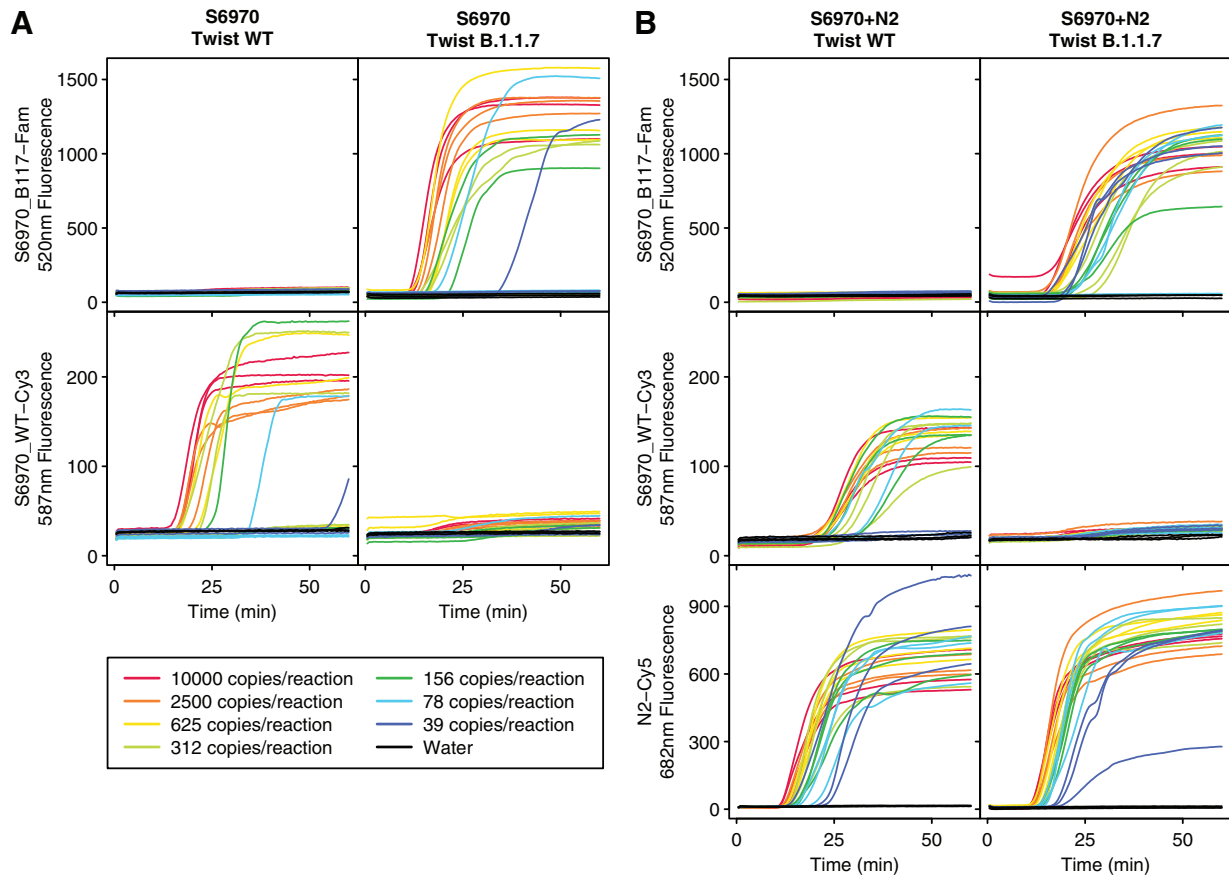 A
S6970
Twist WT
S6970
Twist B.1.1.7
S6970_B117−Fam
520nm Fluorescence
1500
1000
500
0
S6970_WT−Cy3
587nm Fluorescence
200
100
0
0
25
50
0
25
50
Time (min)
Time (min)
10000 copies/reaction
2500 copies/reaction
625 copies/reaction
312 copies/reaction
156 copies/reaction
78 copies/reaction
39 copies/reaction
Water
B
S6970+N2
Twist WT
S6970+N2
Twist B.1.1.7
S6970_B117−Fam
520nm Fluorescence
1500
1000
500
0
S6970_WT−Cy3
587nm Fluorescence
200
100
0
N2−Cy5
682nm Fluorescence
900
600
300
0
0
25
50
0
25
50
Time (min)
Time (min)